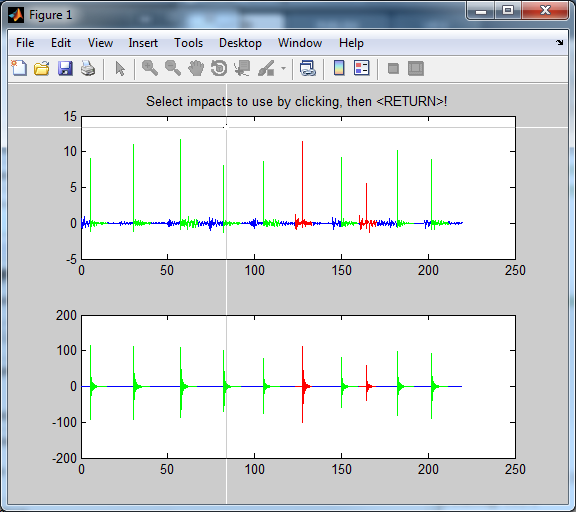 Figure 1
File Edit View Insert Tools Desktop Window Help
Select impacts to use by clicking, then <RETURN>!
15
10
5
0
-5
0 50 100 150 200 250
200
100
0
-100
-200
0 50 100 150 200 250